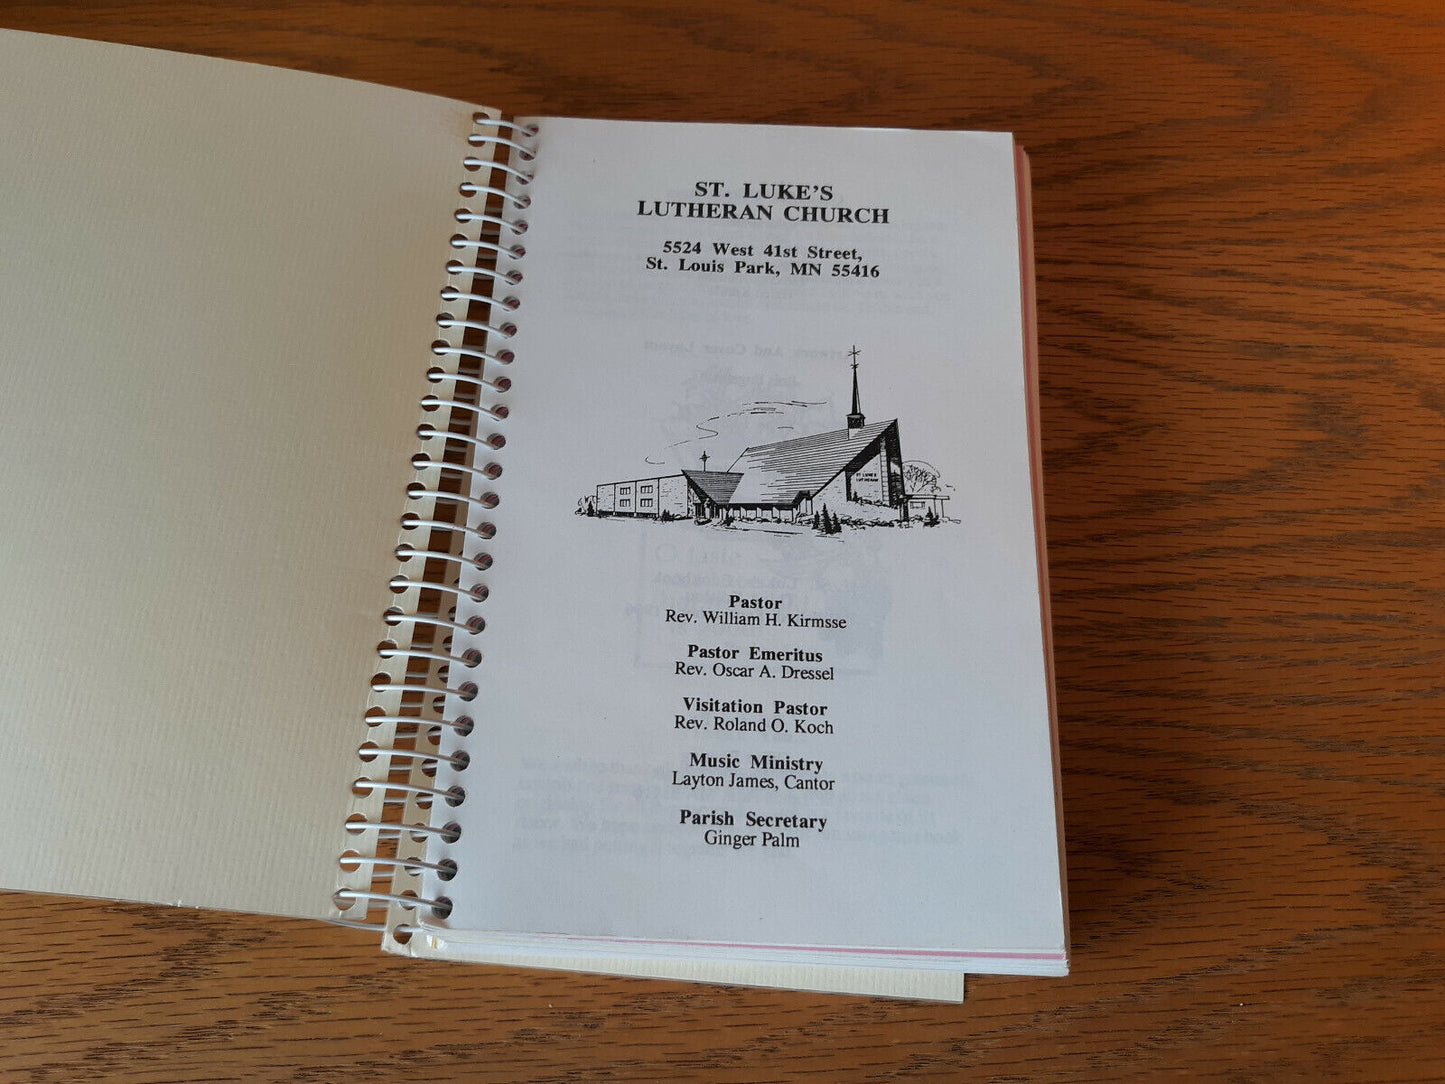 ST. LUKE'S
LUTHERAN CHURCH
5524 West 41st Street,
St. Louis Park, MN 55416
ST LUKE'S
LUTHERAN
Pastor
Rev. William H. Kirmsse
Pastor Emeritus
Rev. Oscar A. Dressel
Visitation Pastor
Rev. Roland O. Koch
Music Ministry
Layton James, Cantor
Parish Secretary
Ginger Palm